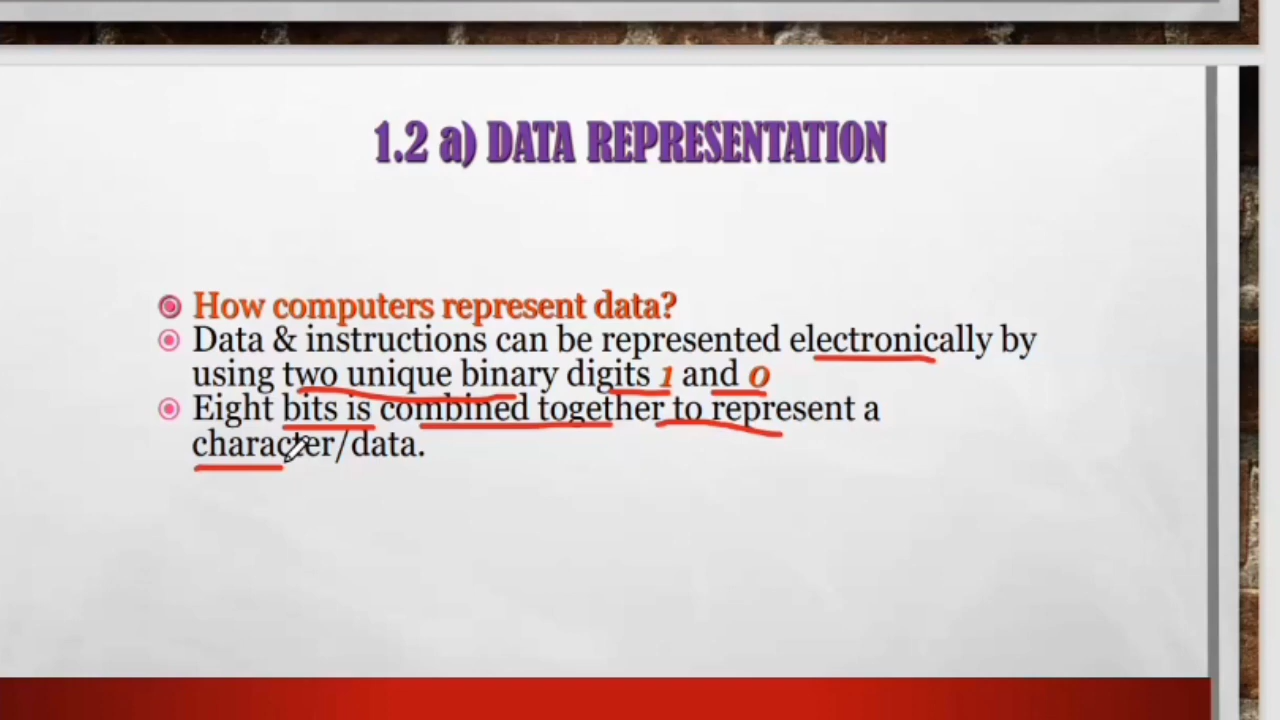 1.2 a) DATA REPRESENTATION
How computers represent data?
Data & instructions can be represented electronically by
using two unique binary digits 1 and 0
Eight bits is combined together to represent a
character/data.